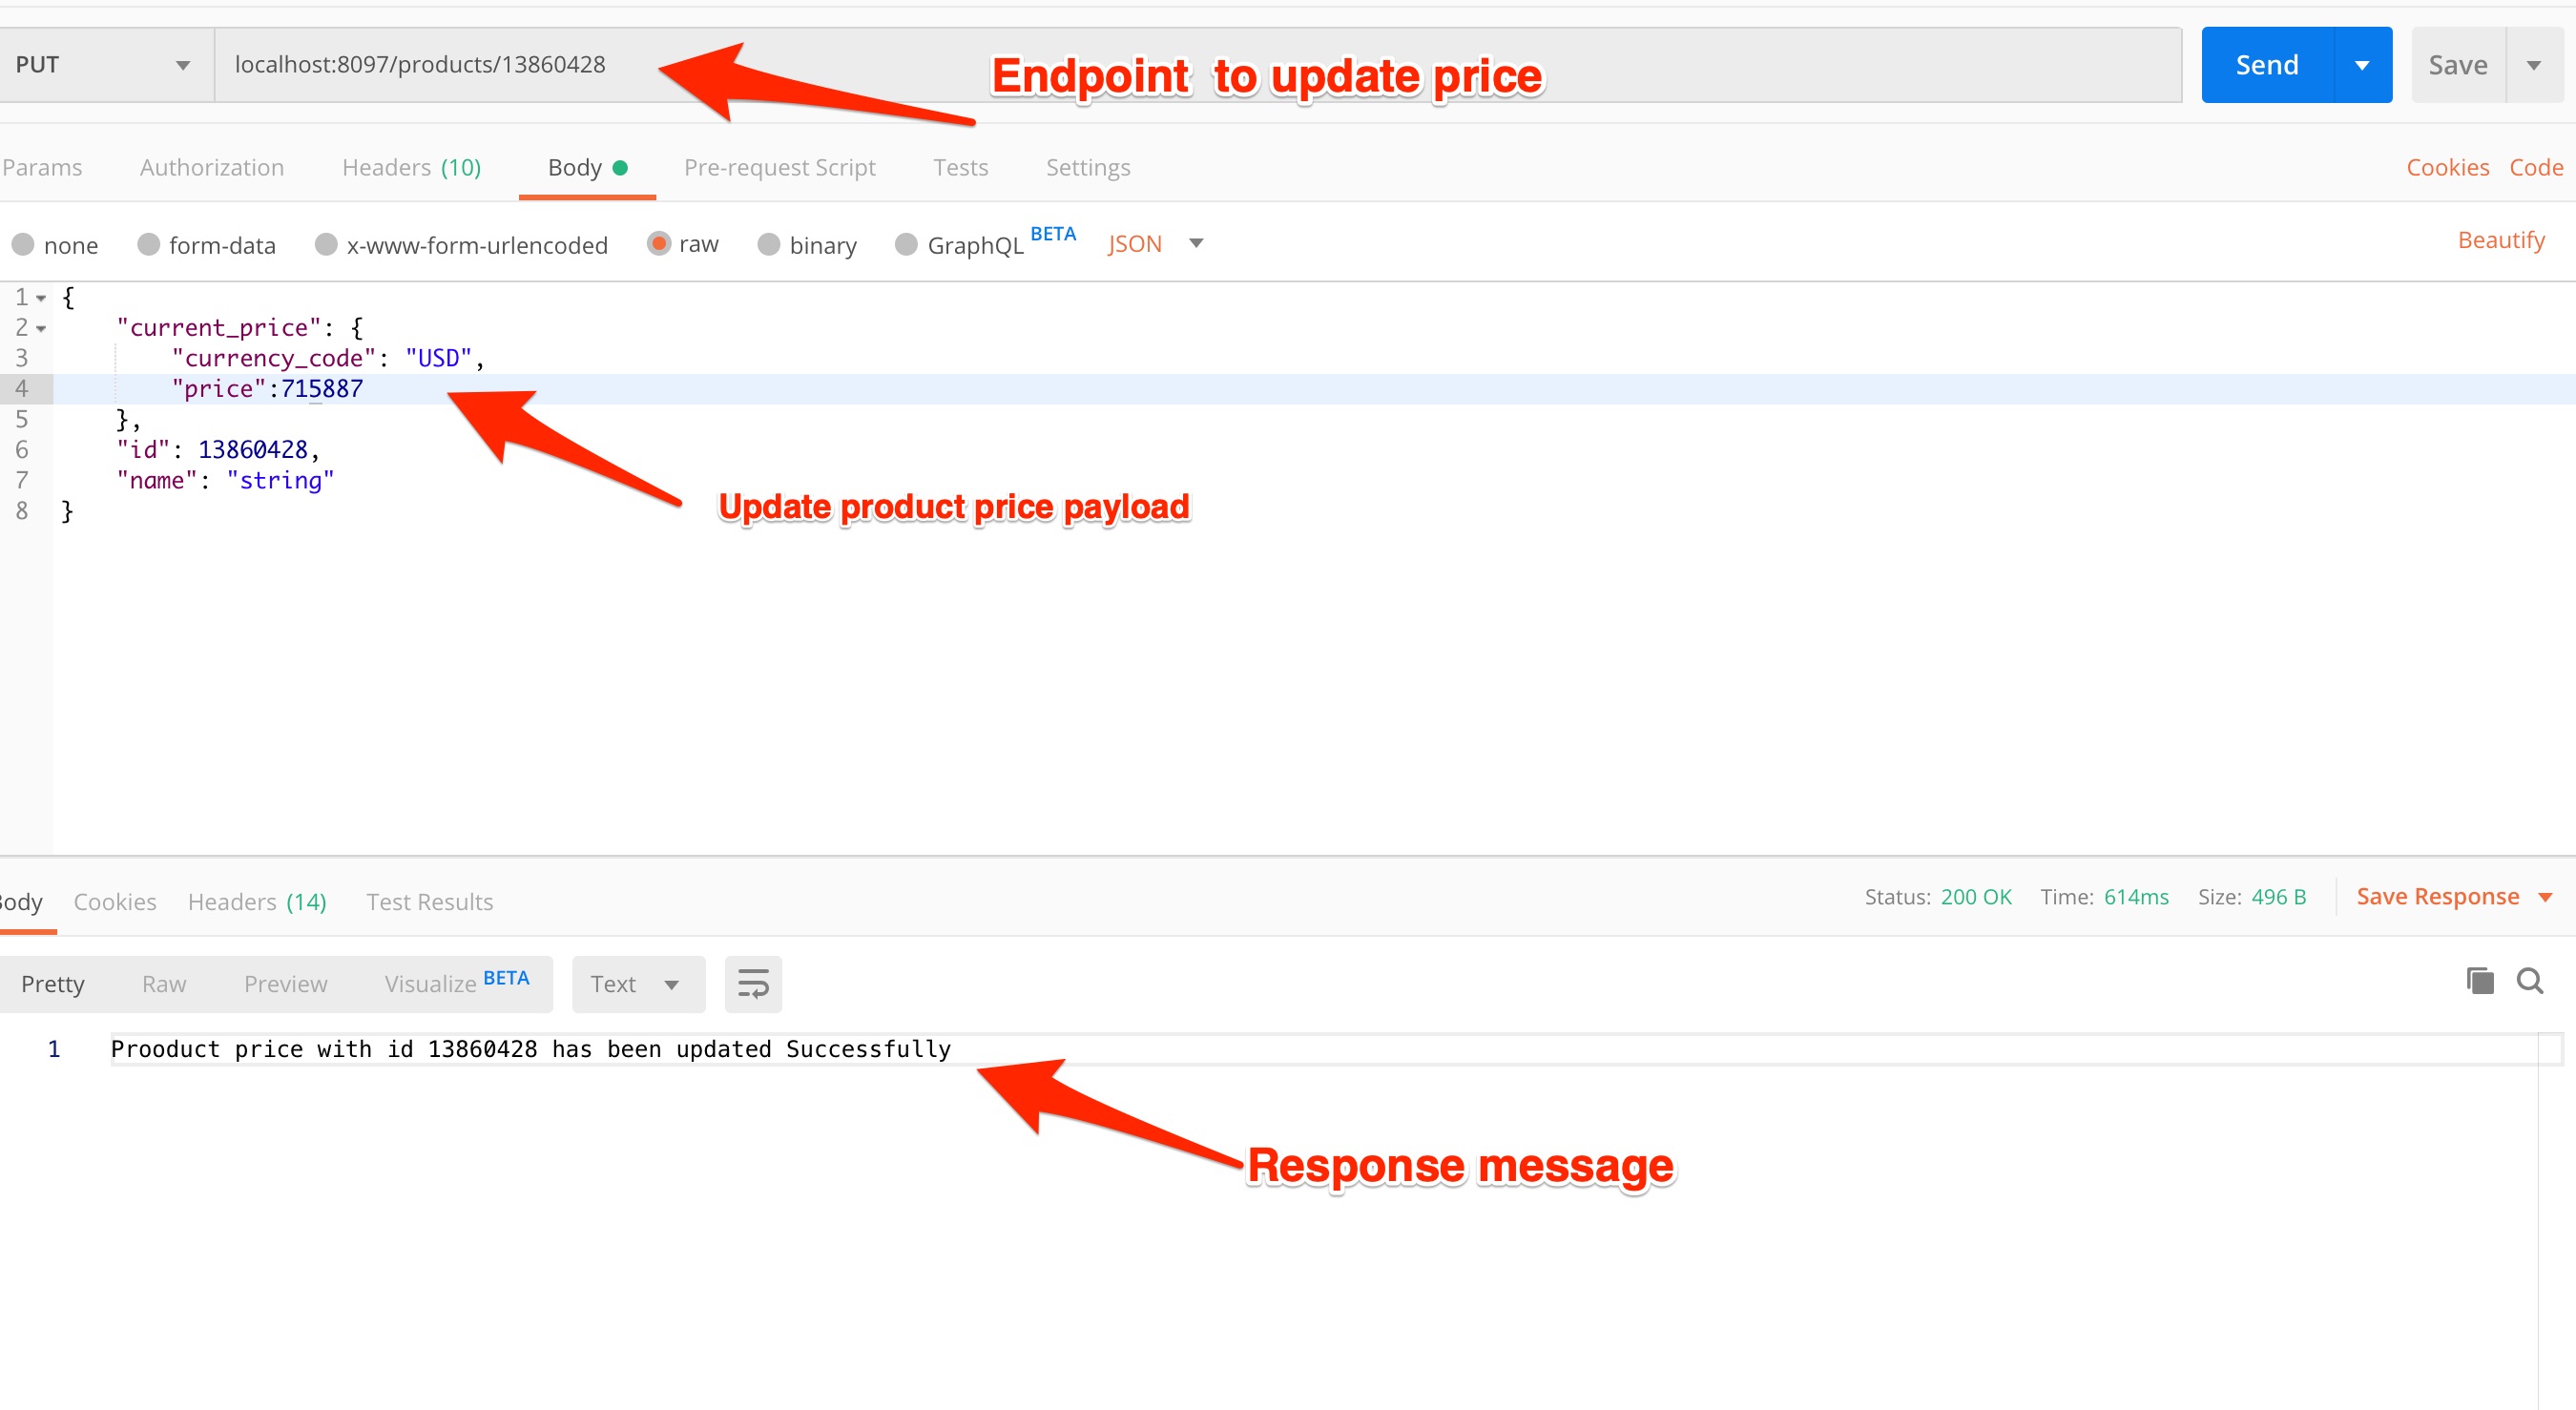 PUT localhost:8097/products/13860428 Endpoint to update price Send Save
Params Authorization Headers (10) Body Pre-request Script Tests Settings Cookies Code
none form-data x-www-form-urlencoded raw binary GraphQL BETA JSON Beautify
1 {
2 "current_price": {
3 "currency_code": "USD",
4 "price":715887
5 },
6 "id": 13860428,
7 "name": "string"
Update product price payload
8 }
Body Cookies Headers (14) Test Results Status: 200 OK Time: 614ms Size: 496 B Save Response
Pretty Raw Preview Visualize BETA Text
1 Prooduct price with id 13860428 has been updated Successfully
Response message